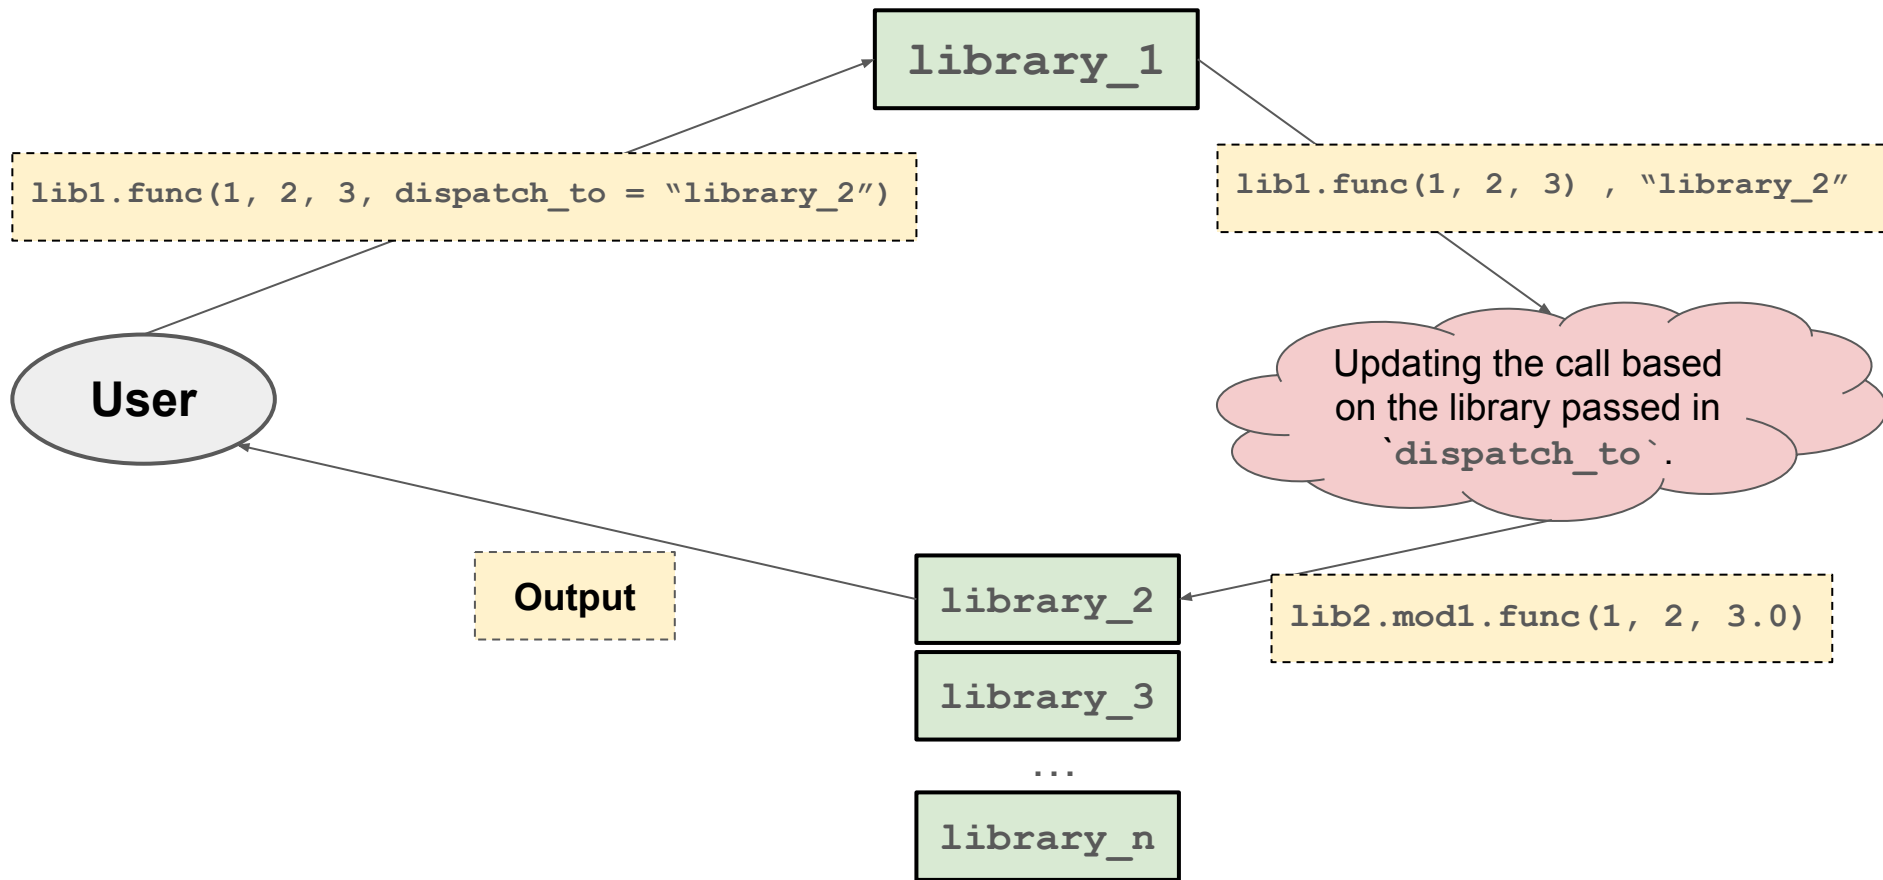 library_1
lib1.func(1, 2, 3, dispatch_to = “library_2”)
lib1.func(1, 2, 3) , “library_2”
User
Updating the call based
on the library passed in
`dispatch_to`.
Output
library_2
lib2.mod1.func(1, 2, 3.0)
library_3
...
library_n